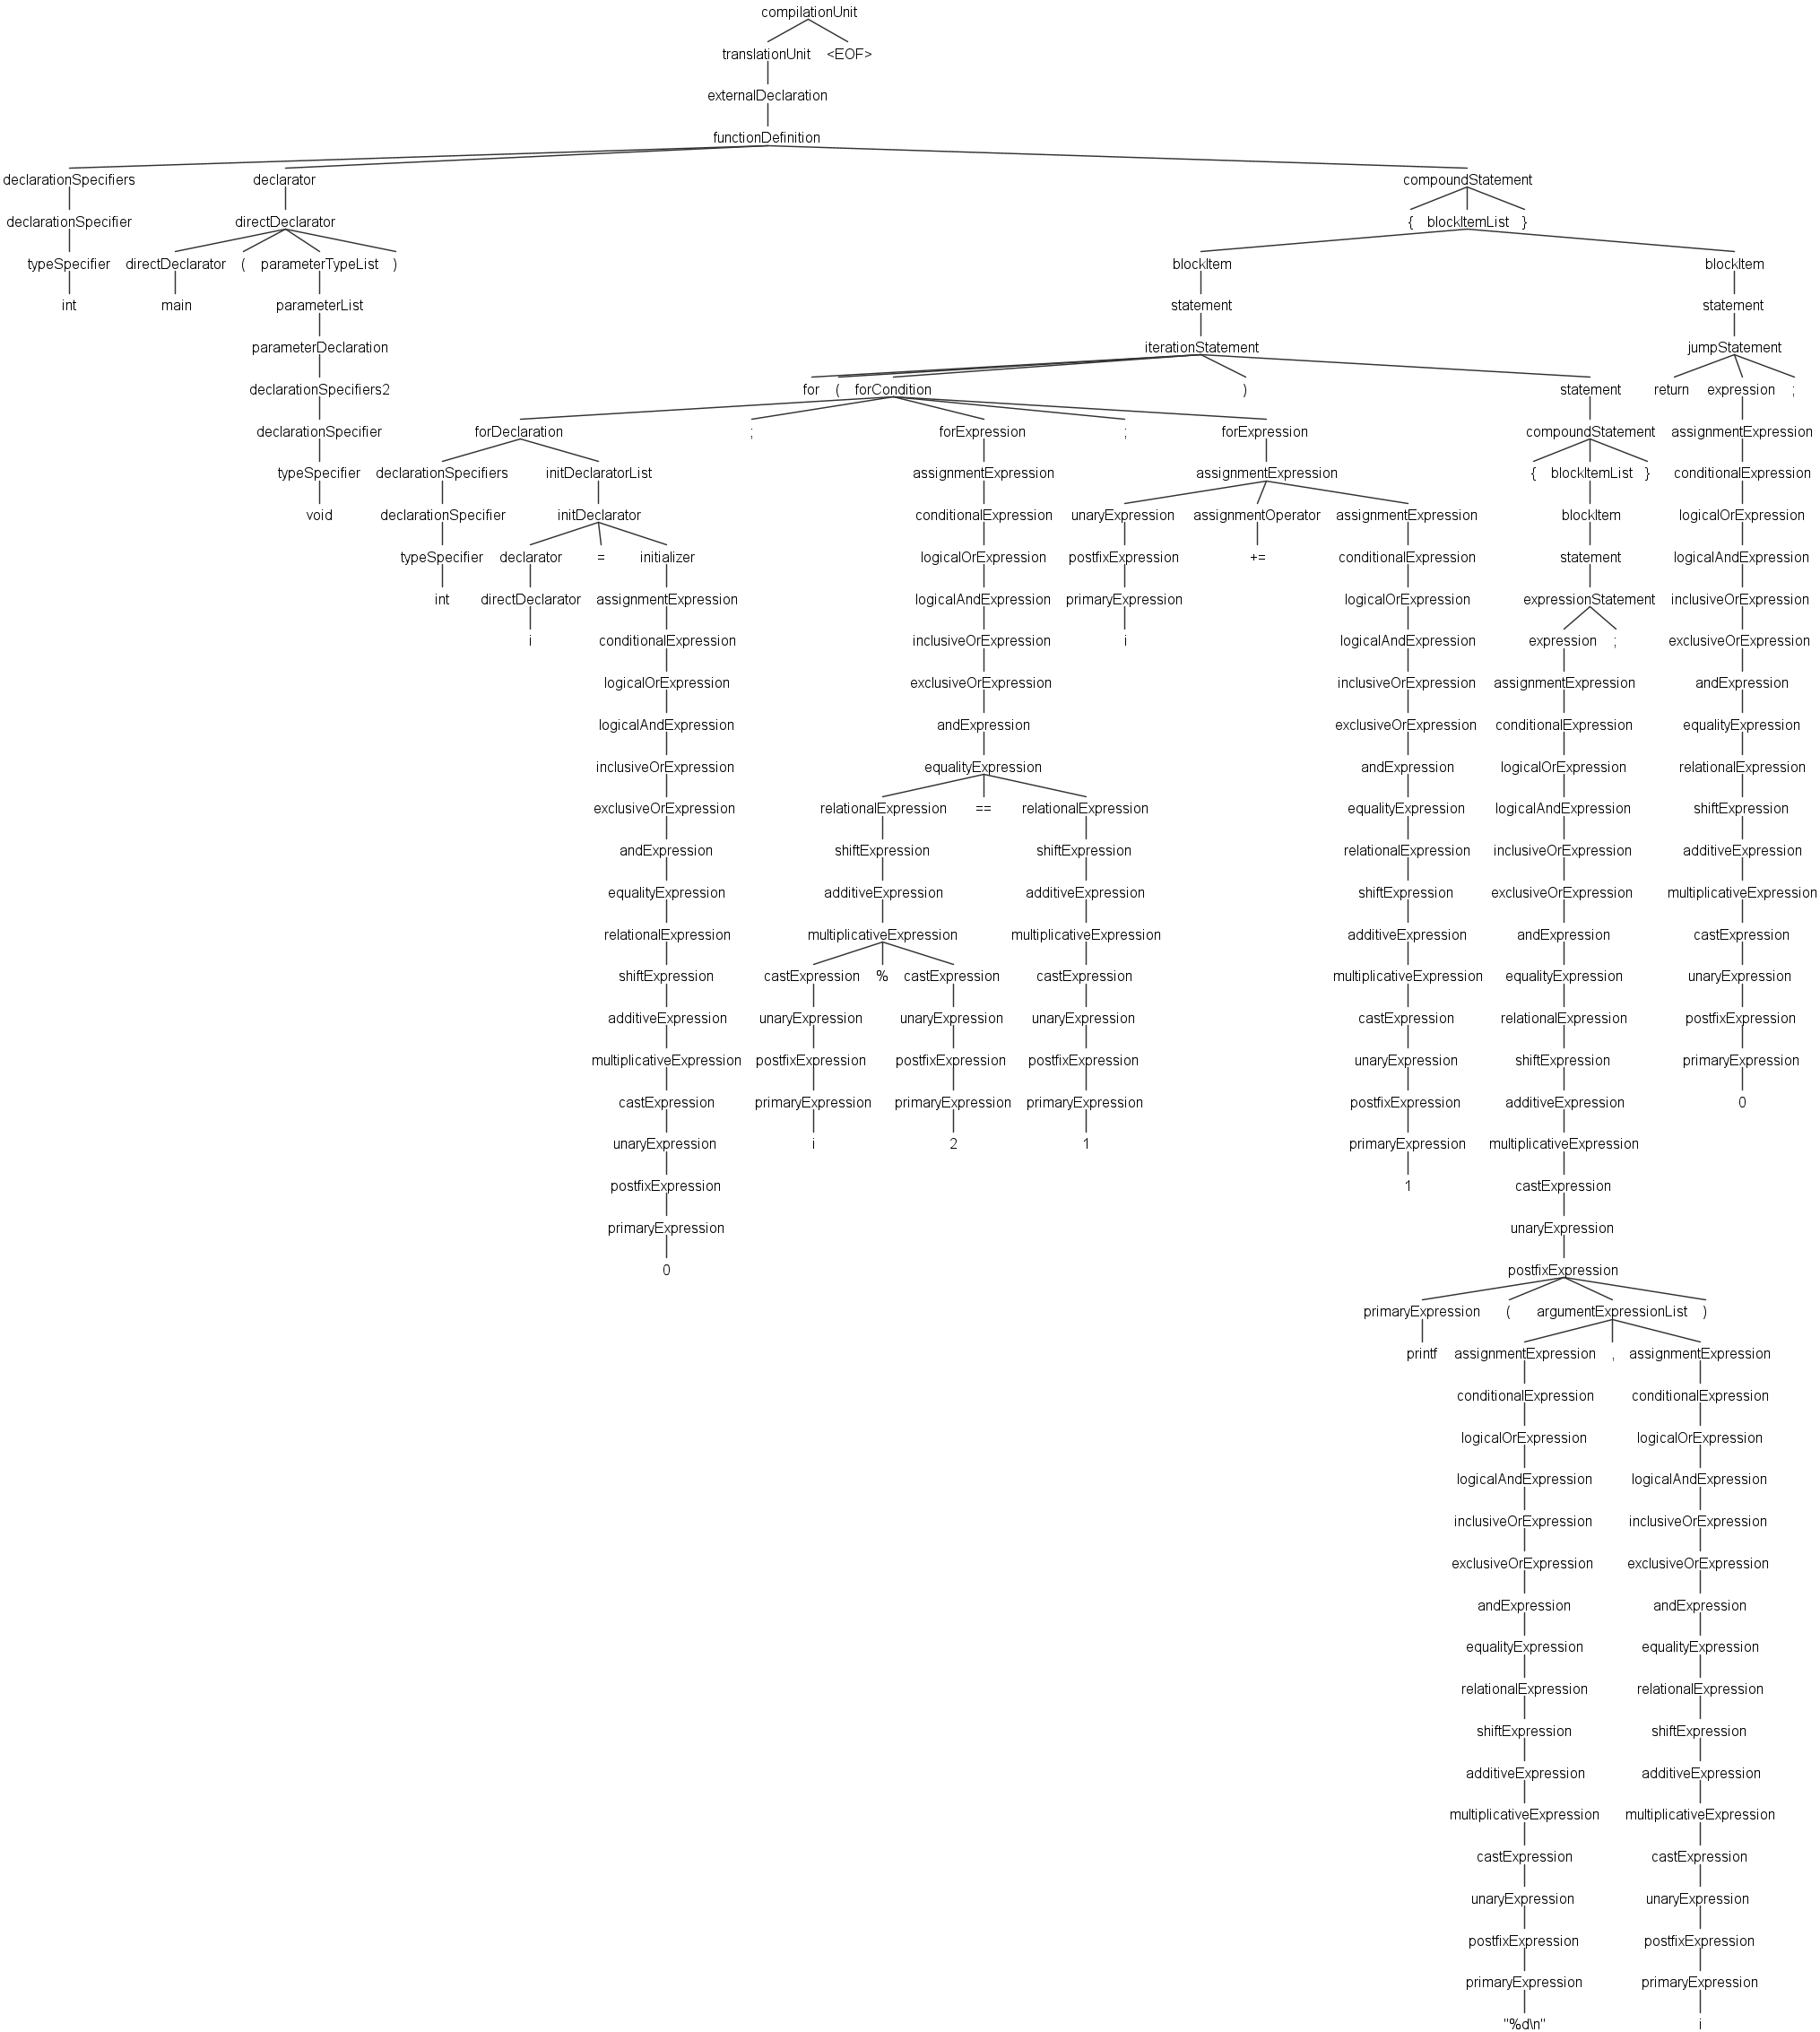 compilationUnit
translationUnit <EOF>
externalDeclaration
functionDefinition
declarationSpecifiers declarator compoundStatement
declarationSpecifier directDeclarator { blockItemList }
typeSpecifier directDeclarator ( parameterTypeList ) blockItem blockItem
int main parameterList statement statement
parameterDeclaration iterationStatement jumpStatement
declarationSpecifiers2 for ( forCondition ) statement return expression ;
declarationSpecifier forDeclaration ; forExpression ; forExpression compoundStatement assignmentExpression
typeSpecifier declarationSpecifiers initDeclaratorList assignmentExpression assignmentExpression { blockItemList } conditionalExpression
void declarationSpecifier initDeclarator conditionalExpression unaryExpression assignmentOperator assignmentExpression blockItem logicalOrExpression
typeSpecifier declarator = initializer logicalOrExpression postfixExpression += conditionalExpression statement logicalAndExpression
int directDeclarator assignmentExpression logicalAndExpression primaryExpression logicalOrExpression expressionStatement inclusiveOrExpression
i conditionalExpression inclusiveOrExpression i logicalAndExpression expression ; exclusiveOrExpression
logicalOrExpression exclusiveOrExpression inclusiveOrExpression assignmentExpression andExpression
logicalAndExpression andExpression exclusiveOrExpression conditionalExpression equalityExpression
inclusiveOrExpression equalityExpression andExpression logicalOrExpression relationalExpression
exclusiveOrExpression relationalExpression == relationalExpression equalityExpression logicalAndExpression shiftExpression
andExpression shiftExpression shiftExpression relationalExpression inclusiveOrExpression additiveExpression
equalityExpression additiveExpression additiveExpression shiftExpression exclusiveOrExpression multiplicativeExpression
relationalExpression multiplicativeExpression multiplicativeExpression additiveExpression andExpression castExpression
shiftExpression castExpression % castExpression castExpression multiplicativeExpression equalityExpression unaryExpression
additiveExpression unaryExpression unaryExpression unaryExpression castExpression relationalExpression postfixExpression
multiplicativeExpression postfixExpression postfixExpression postfixExpression unaryExpression shiftExpression primaryExpression
castExpression primaryExpression primaryExpression primaryExpression postfixExpression additiveExpression 0
unaryExpression i 2 1 primaryExpression multiplicativeExpression
postfixExpression 1 castExpression
primaryExpression unaryExpression
0 postfixExpression
primaryExpression ( argumentExpressionList )
printf assignmentExpression , assignmentExpression
conditionalExpression conditionalExpression
logicalOrExpression logicalOrExpression
logicalAndExpression logicalAndExpression
inclusiveOrExpression inclusiveOrExpression
exclusiveOrExpression exclusiveOrExpression
andExpression andExpression
equalityExpression equalityExpression
relationalExpression relationalExpression
shiftExpression shiftExpression
additiveExpression additiveExpression
multiplicativeExpression multiplicativeExpression
castExpression castExpression
unaryExpression unaryExpression
postfixExpression postfixExpression
primaryExpression primaryExpression
"%d\n" i